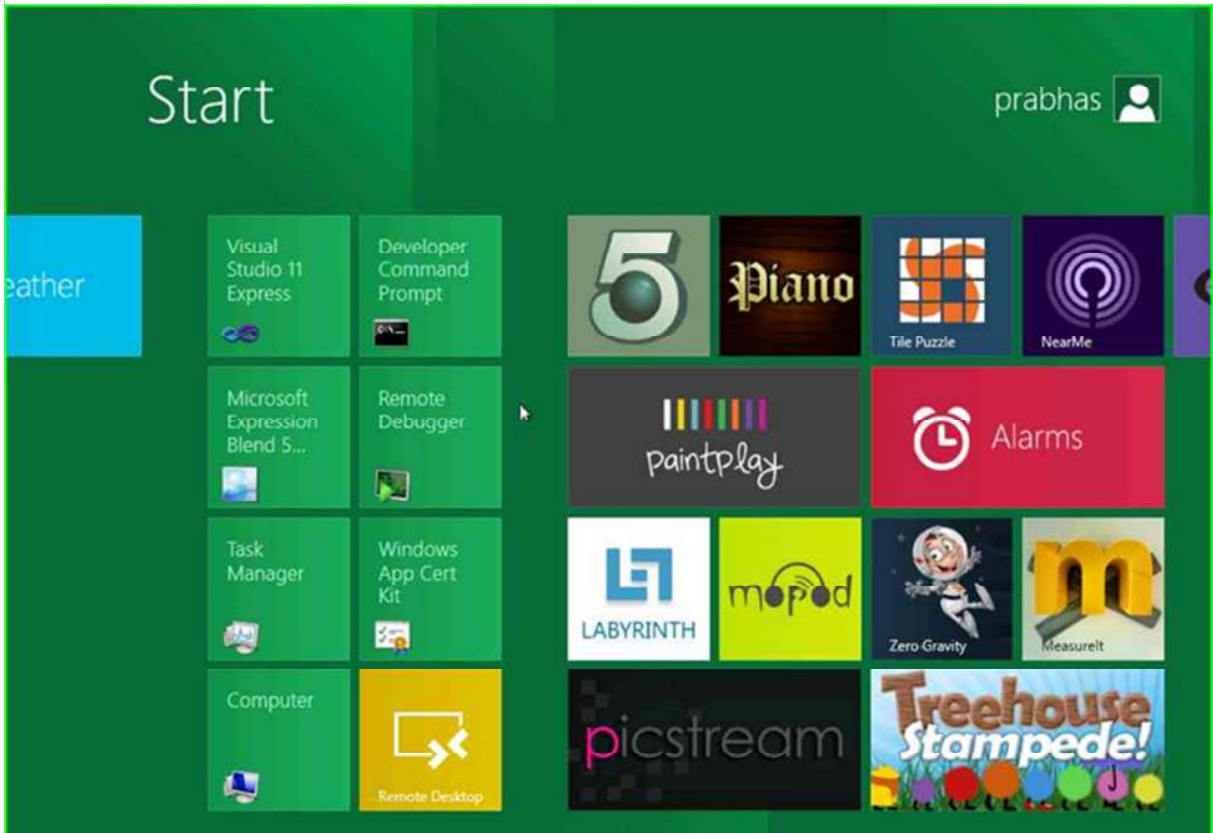 Start
prabhas
eather
Visual
Studio 11
Express
Developer
Command
Prompt
5
Piano
Tile Puzzle
NearMe
Microsoft
Expression
Blend 5...
Remote
Debugger
paintplay
Alarms
Task
Manager
Windows
App Cert
Kit
LABYRINTH
mopod
Zero Gravity
m
MeasureIt
Computer
Remote Desktop
picstream
Treehouse
Stampede!
J